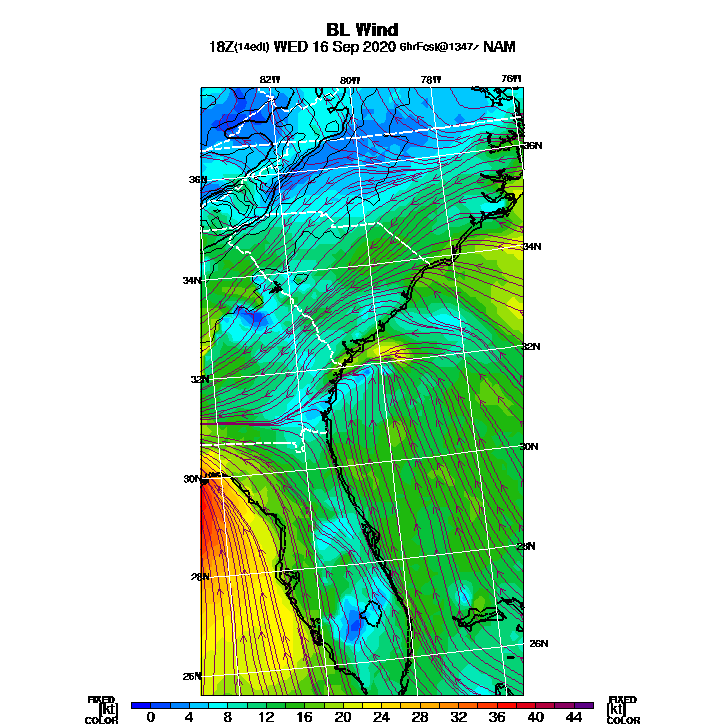 BL Wind
18Z(14edt) WED 16 Sep 2020 6hrFcst@1347z NAM
82W 80W 78W 76W
36N
36N
34N
34N
32N
32N
30N
30N
28N
28N
26N
26N
FIXED FIXED
[kt] 0 4 8 12 16 20 24 28 32 36 40 44 [kt]
COLOR COLOR